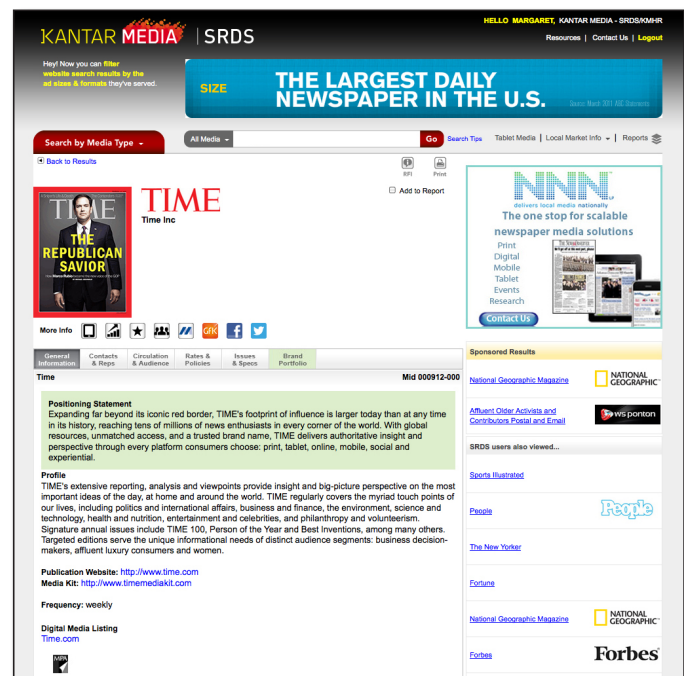 HELLO MARGARET, KANTAR MEDIA - SRDS/KMHR
KANTAR MEDIA | SRDS
Resources | Contact Us | Logout
Hey! Now you can filter
website search results by the
ad sizes & formats they've served.
SIZE
THE LARGEST DAILY
NEWSPAPER IN THE U.S.
Search by Media Type
All Media
Go
Search Tips
Tablet Media | Local Market Info | Reports
Back to Results
RFI
Print
Add to Report
TIME
THE
REPUBLICAN
SAVIOR
TIME
Time Inc
NNN LP
delivers local media nationally
The one stop for scalable
newspaper media solutions
Print
Digital
Mobile
Tablet
Events
Research
Contact Us
More Info
GFK
General Information
Contacts & Reps
Circulation & Audience
Rates & Policies
Issues & Specs
Brand Portfolio
Time
Mid 000912-000
Positioning Statement
Expanding far beyond its iconic red border, TIME's footprint of influence is larger today than at any time
in its history, reaching tens of millions of news enthusiasts in every corner of the world. With global
resources, unmatched access, and a trusted brand name, TIME delivers authoritative insight and
perspective through every platform consumers choose: print, tablet, online, mobile, social and
experiential.
Profile
TIME's extensive reporting, analysis and viewpoints provide insight and big-picture perspective on the most
important ideas of the day, at home and around the world. TIME regularly covers the myriad touch points of
our lives, including politics and international affairs, business and finance, the environment, science and
technology, health and nutrition, entertainment and celebrities, and philanthropy and volunteerism.
Signature annual issues include TIME 100, Person of the Year and Best Inventions, among many others.
Targeted editions serve the unique informational needs of distinct audience segments: business decision-
makers, affluent luxury consumers and women.
Publication Website: http://www.time.com
Media Kit: http://www.timemediakit.com
Frequency: weekly
Digital Media Listing
Time.com
MPA
Sponsored Results
National Geographic Magazine
NATIONAL
GEOGRAPHIC
Affluent Older Activists and
Contributors Postal and Email
ws ponton
SRDS users also viewed...
Sports Illustrated
People
People
The New Yorker
Fortune
National Geographic Magazine
NATIONAL
GEOGRAPHIC
Forbes
Forbes